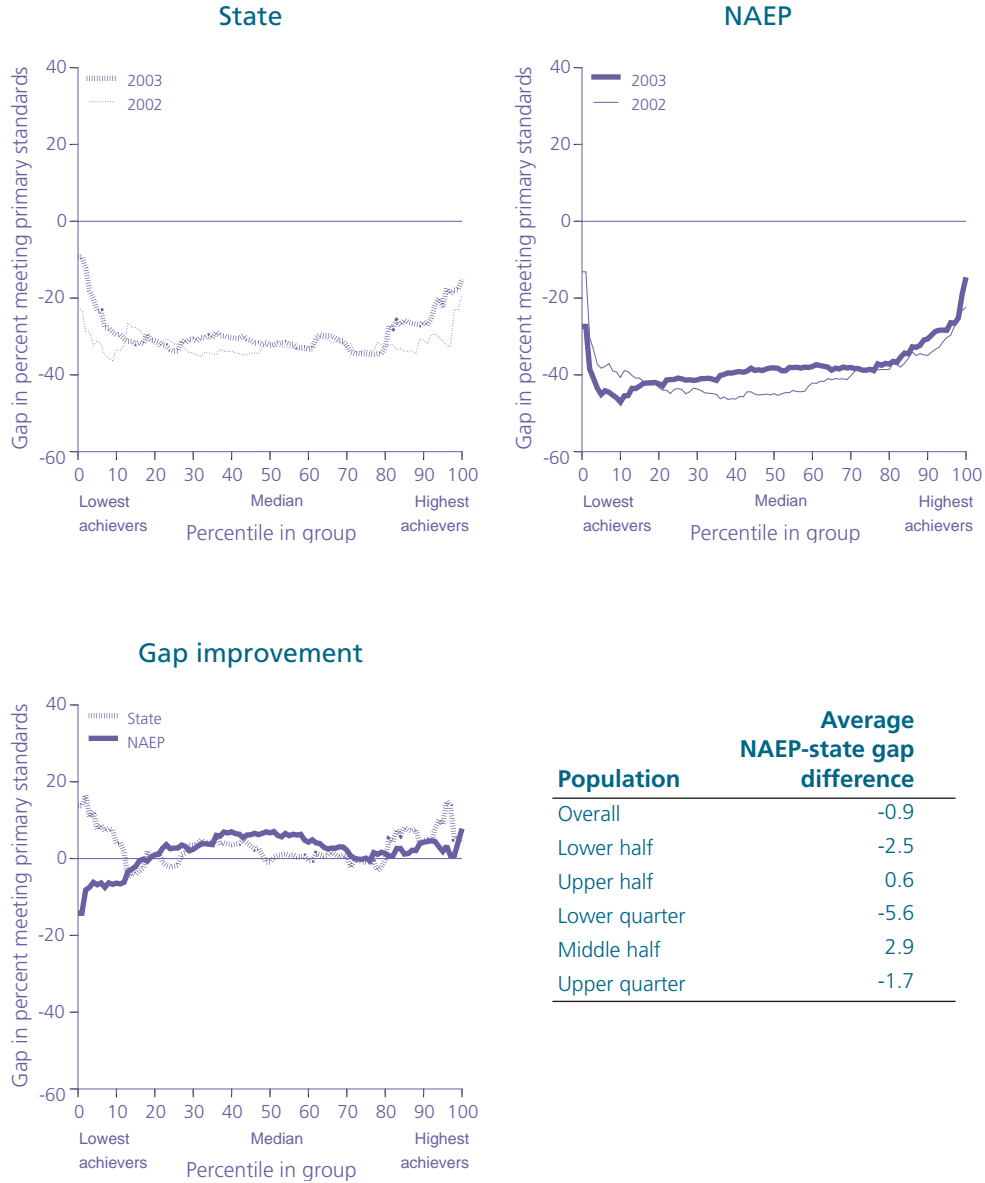 State
Gap in percent meeting primary standards
40
20
0
-20
-40
-60
2003
2002
0 10 20 30 40 50 60 70 80 90 100
Lowest achievers
Median
Highest achievers
Percentile in group
NAEP
Gap in percent meeting primary standards
40
20
0
-20
-40
-60
2003
2002
0 10 20 30 40 50 60 70 80 90 100
Lowest achievers
Median
Highest achievers
Percentile in group
Gap improvement
Gap in percent meeting primary standards
40
20
0
-20
-40
-60
State
NAEP
0 10 20 30 40 50 60 70 80 90 100
Lowest achievers
Median
Highest achievers
Percentile in group
Average
NAEP-state gap
Population difference
Overall -0.9
Lower half -2.5
Upper half 0.6
Lower quarter -5.6
Middle half 2.9
Upper quarter -1.7